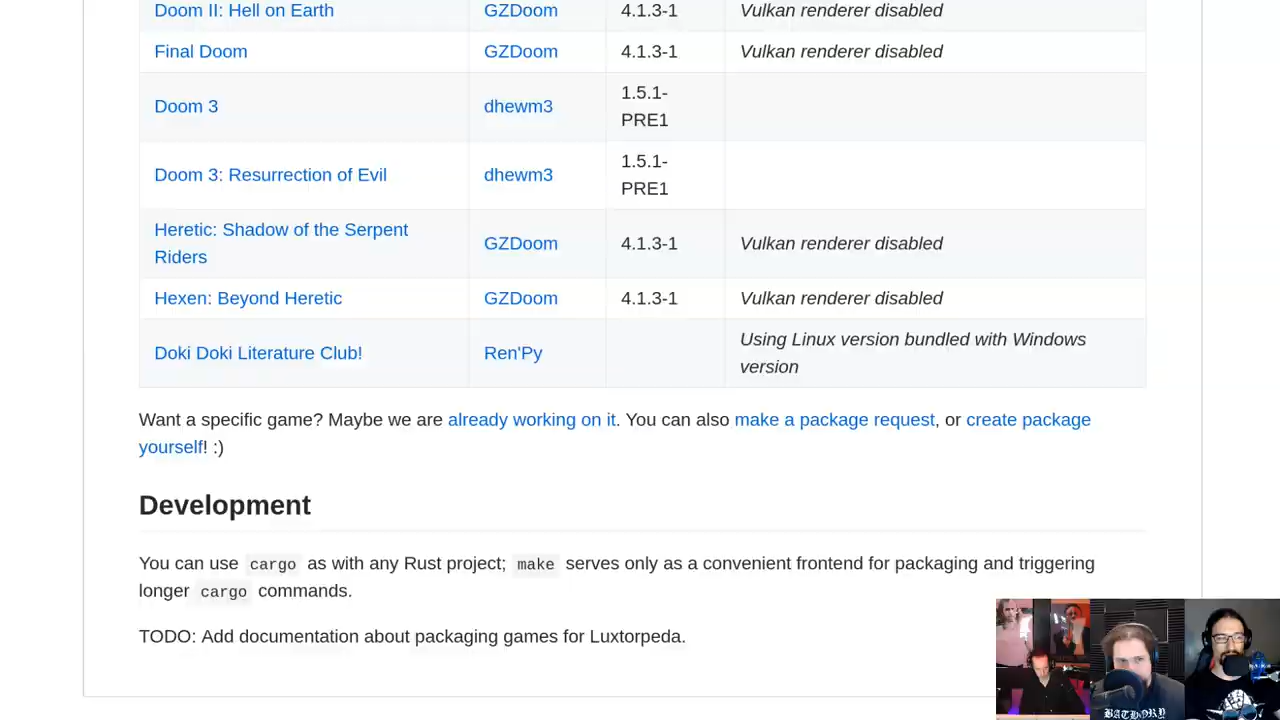 Doom II: Hell on Earth GZDoom 4.1.3-1 Vulkan renderer disabled
Final Doom GZDoom 4.1.3-1 Vulkan renderer disabled
Doom 3 dhewm3 1.5.1-
PRE1
Doom 3: Resurrection of Evil dhewm3 1.5.1-
PRE1
Heretic: Shadow of the Serpent
Riders GZDoom 4.1.3-1 Vulkan renderer disabled
Hexen: Beyond Heretic GZDoom 4.1.3-1 Vulkan renderer disabled
Doki Doki Literature Club! Ren'Py Using Linux version bundled with Windows
version
Want a specific game? Maybe we are already working on it. You can also make a package request, or create package
yourself! :)
Development
You can use cargo as with any Rust project; make serves only as a convenient frontend for packaging and triggering
longer cargo commands.
TODO: Add documentation about packaging games for Luxtorpeda.
BATHORY